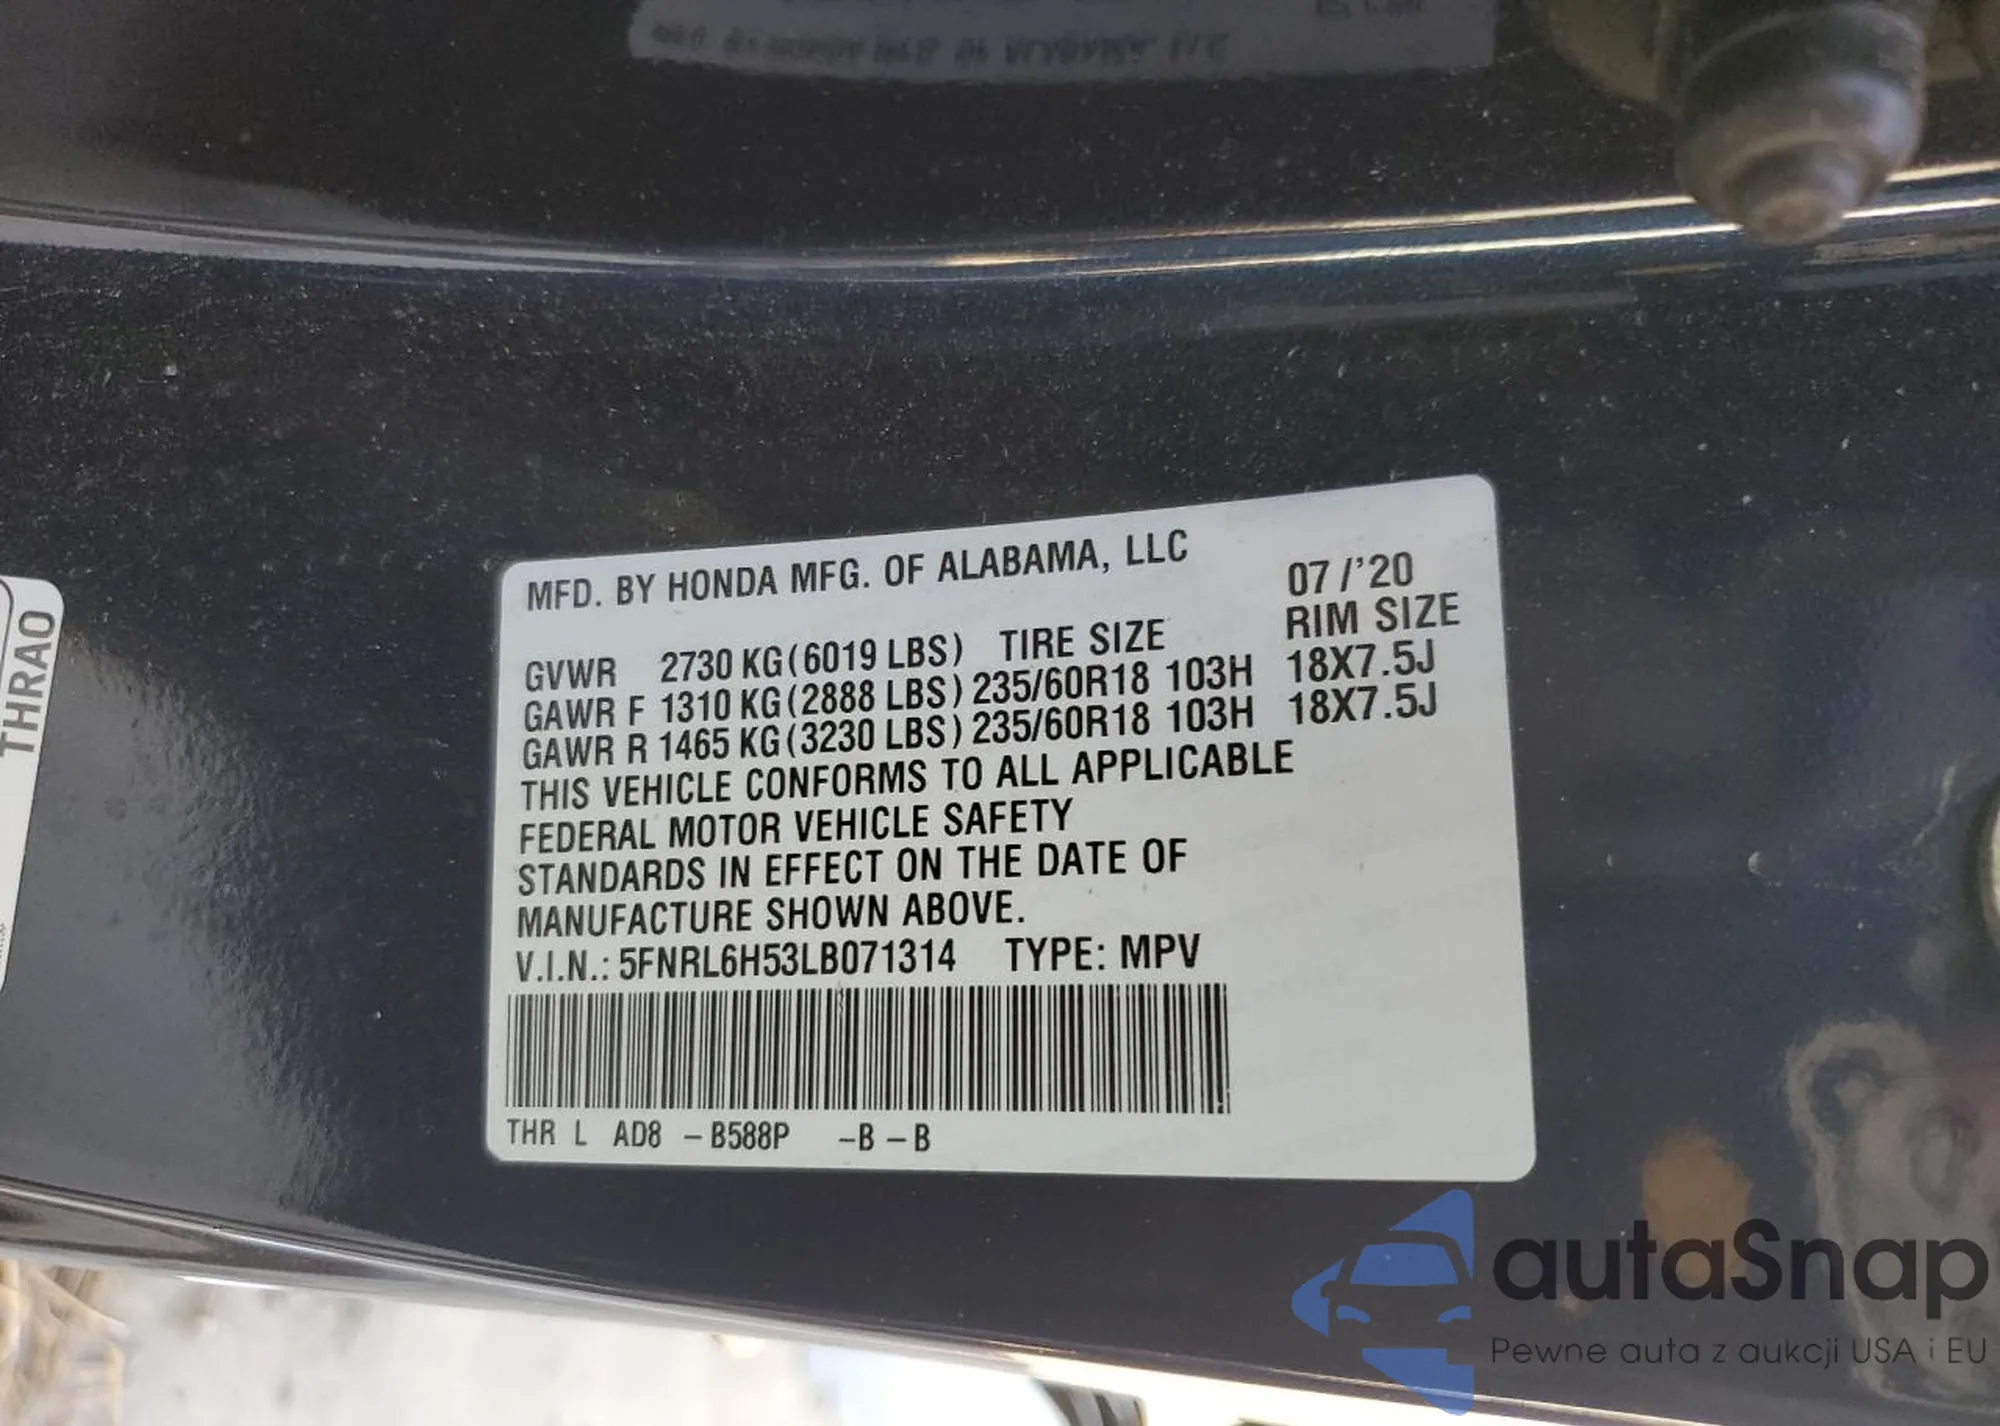 MFD. BY HONDA MFG. OF ALABAMA, LLC
07/'20
GVWR 2730 KG(6019 LBS) TIRE SIZE RIM SIZE
GAWR F 1310 KG(2888 LBS) 235/60R18 103H 18X7.5J
GAWR R 1465 KG(3230 LBS) 235/60R18 103H 18X7.5J
THIS VEHICLE CONFORMS TO ALL APPLICABLE
FEDERAL MOTOR VEHICLE SAFETY
STANDARDS IN EFFECT ON THE DATE OF
MANUFACTURE SHOWN ABOVE.
V.I.N.: 5FNRL6H53LB071314 TYPE: MPV
THR L AD8 -B588P -B-B
THRAO
autaSnap
Pewne auta z aukcji USA i EU